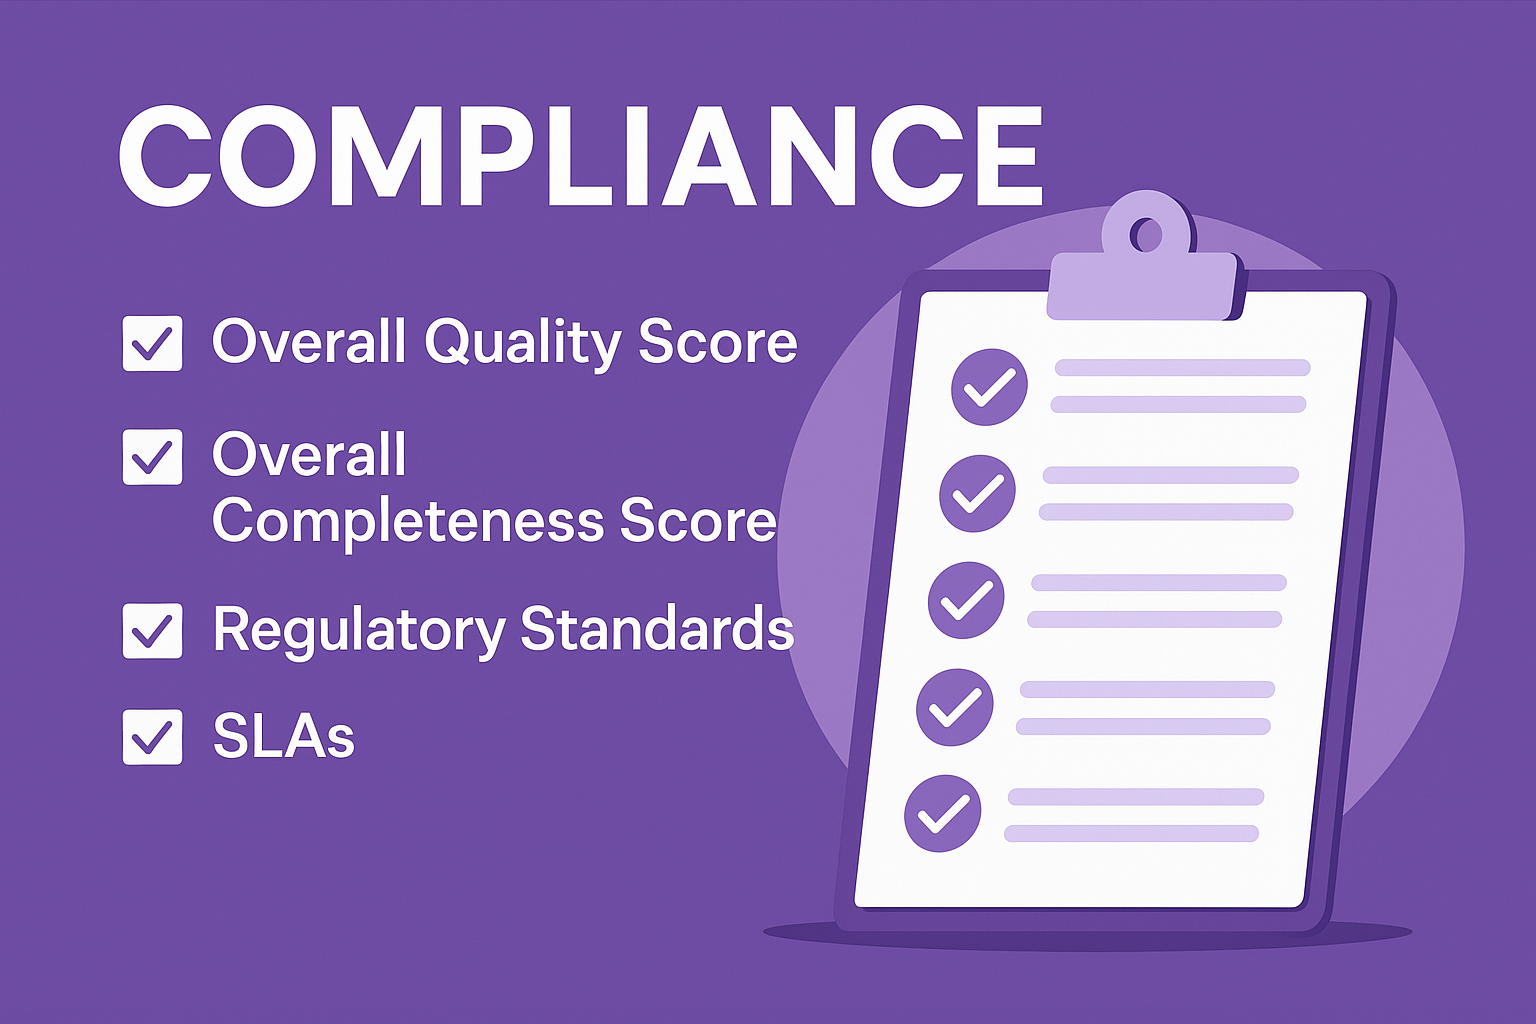 COMPLIANCE
Overall Quality Score
Overall
Completeness Score
Regulatory Standards
SLAs